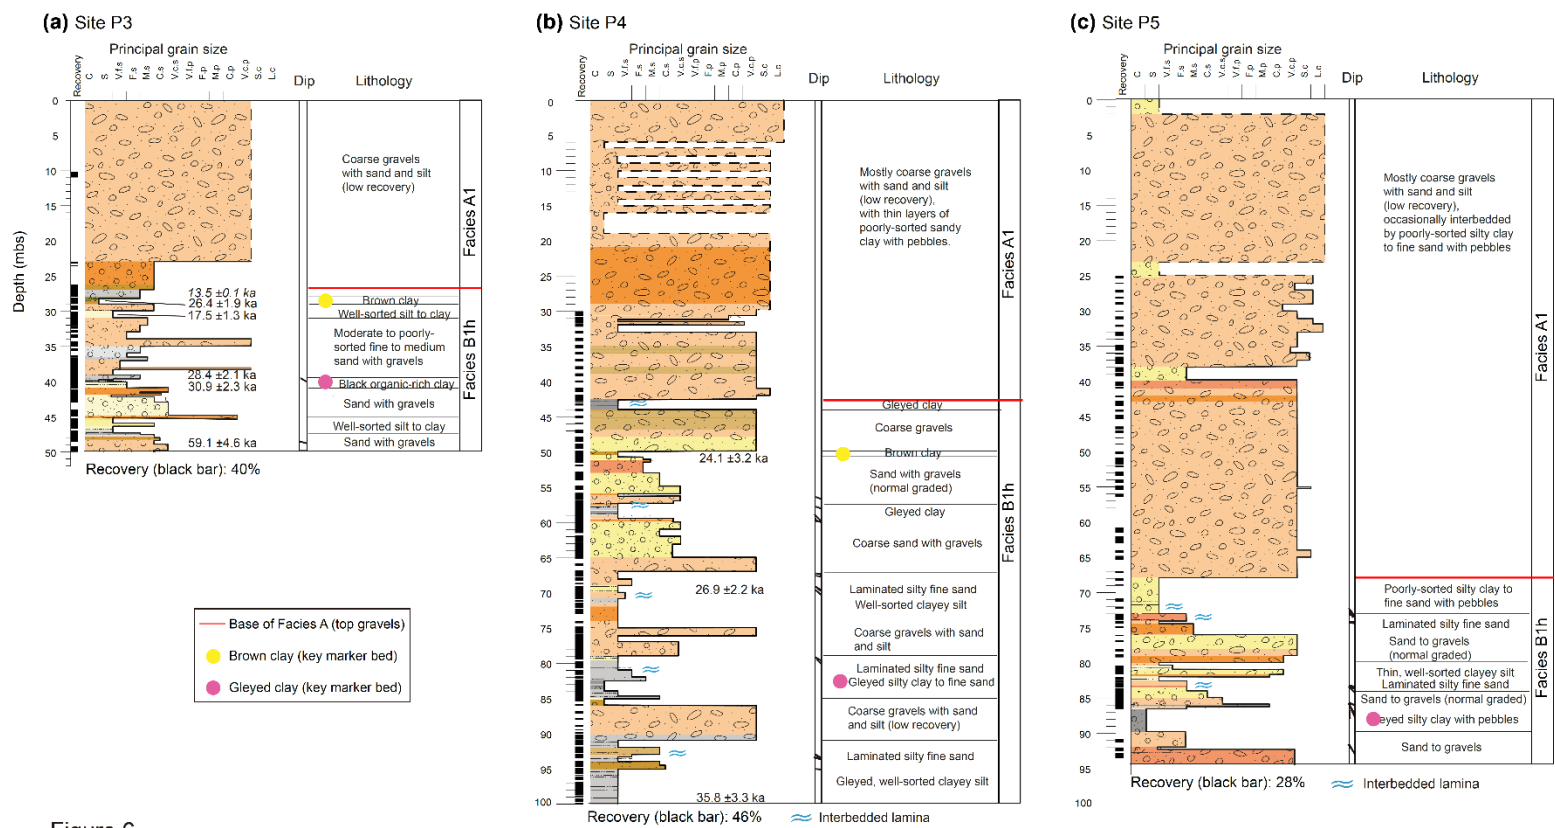 (a) Site P3
Principal grain size
Recovery
C
S
V.f.s
F.s
M.s
C.s
V.c.s
V.f.p
F.p
M.p
C.p
V.c.p
S.c
L.c
Dip
Lithology
Depth (mbs)
0
5
10
15
20
25
30
35
40
45
50
Coarse gravels
with sand and silt
(low recovery)
Facies A1
13.5 ±0.1 ka
26.4 ±1.9 ka
17.5 ±1.3 ka
Brown clay
Well-sorted silt to clay
Moderate to poorly-
sorted fine to medium
sand with gravels
28.4 ±2.1 ka
30.9 ±2.3 ka
Black organic-rich clay
Sand with gravels
Well-sorted silt to clay
59.1 ±4.6 ka
Sand with gravels
Facies B1h
Recovery (black bar): 40%
Base of Facies A (top gravels)
Brown clay (key marker bed)
Gleyed clay (key marker bed)
(b) Site P4
Principal grain size
Recovery
C
S
V.f.s
F.s
M.s
C.s
V.c.s
V.f.p
F.p
M.p
C.p
V.c.p
S.c
L.c
Dip
Lithology
0
5
10
15
20
25
30
35
40
45
50
55
60
65
70
75
80
85
90
95
100
Mostly coarse gravels
with sand and silt
(low recovery),
with thin layers of
poorly-sorted sandy
clay with pebbles.
Facies A1
Gleyed clay
Coarse gravels
Brown clay
24.1 ±3.2 ka
Sand with gravels
(normal graded)
Gleyed clay
Coarse sand with gravels
26.9 ±2.2 ka
Laminated silty fine sand
Well-sorted clayey silt
Coarse gravels with sand
and silt
Laminated silty fine sand
Gleyed silty clay to fine sand
Coarse gravels with sand
and silt (low recovery)
Laminated silty fine sand
Gleyed, well-sorted clayey silt
35.8 ±3.3 ka
Facies B1h
Recovery (black bar): 46%
Interbedded lamina
(c) Site P5
Principal grain size
Recovery
C
S
V.f.s
F.s
M.s
C.s
V.c.s
V.f.p
F.p
M.p
C.p
V.c.p
S.c
L.c
Dip
Lithology
0
5
10
15
20
25
30
35
40
45
50
55
60
65
70
75
80
85
90
95
100
Mostly coarse gravels
with sand and silt
(low recovery),
occasionally interbedded
by poorly-sorted silty clay
to fine sand with pebbles
Facies A1
Poorly-sorted silty clay to
fine sand with pebbles
Laminated silty fine sand
Sand to gravels
(normal graded)
Thin, well-sorted clayey silt
Laminated silty fine sand
Sand to gravels (normal graded)
eyed silty clay with pebbles
Sand to gravels
Facies B1h
Recovery (black bar): 28%
Interbedded lamina